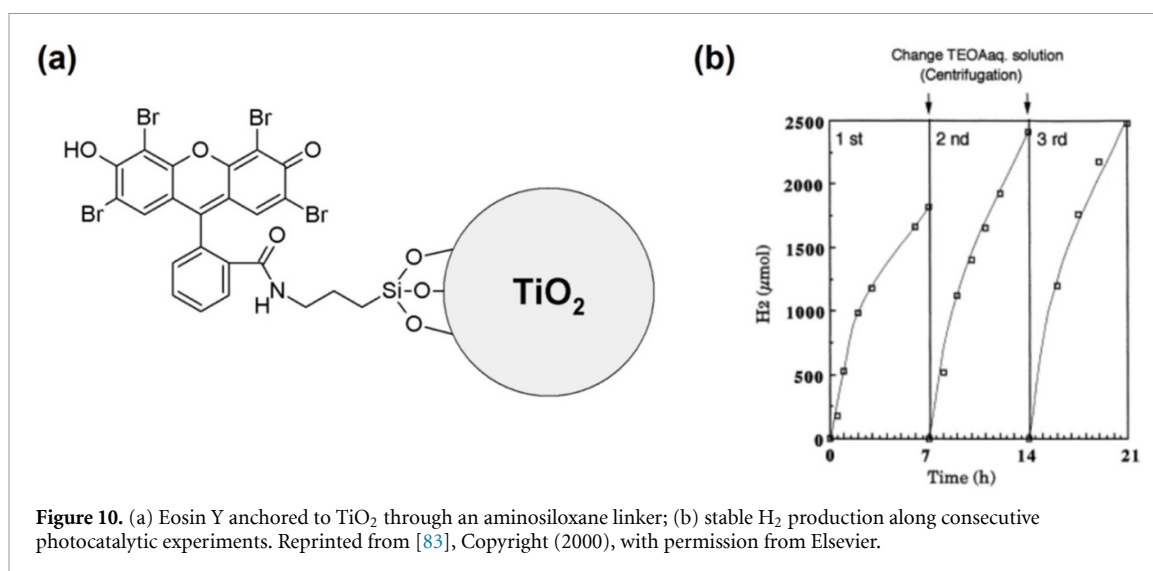 (a)
Br
Br
HO
O
O
Br
Br
O
N
H
Si
O
O
O
TiO₂
(b)
Change TEOAaq. solution
(Centrifugation)
2500
2000
1500
1000
500
0
H2 (µmol)
1 st
2 nd
3 rd
0
7
14
21
Time (h)
Figure 10. (a) Eosin Y anchored to TiO₂ through an aminosiloxane linker; (b) stable H₂ production along consecutive
photocatalytic experiments. Reprinted from [83], Copyright (2000), with permission from Elsevier.